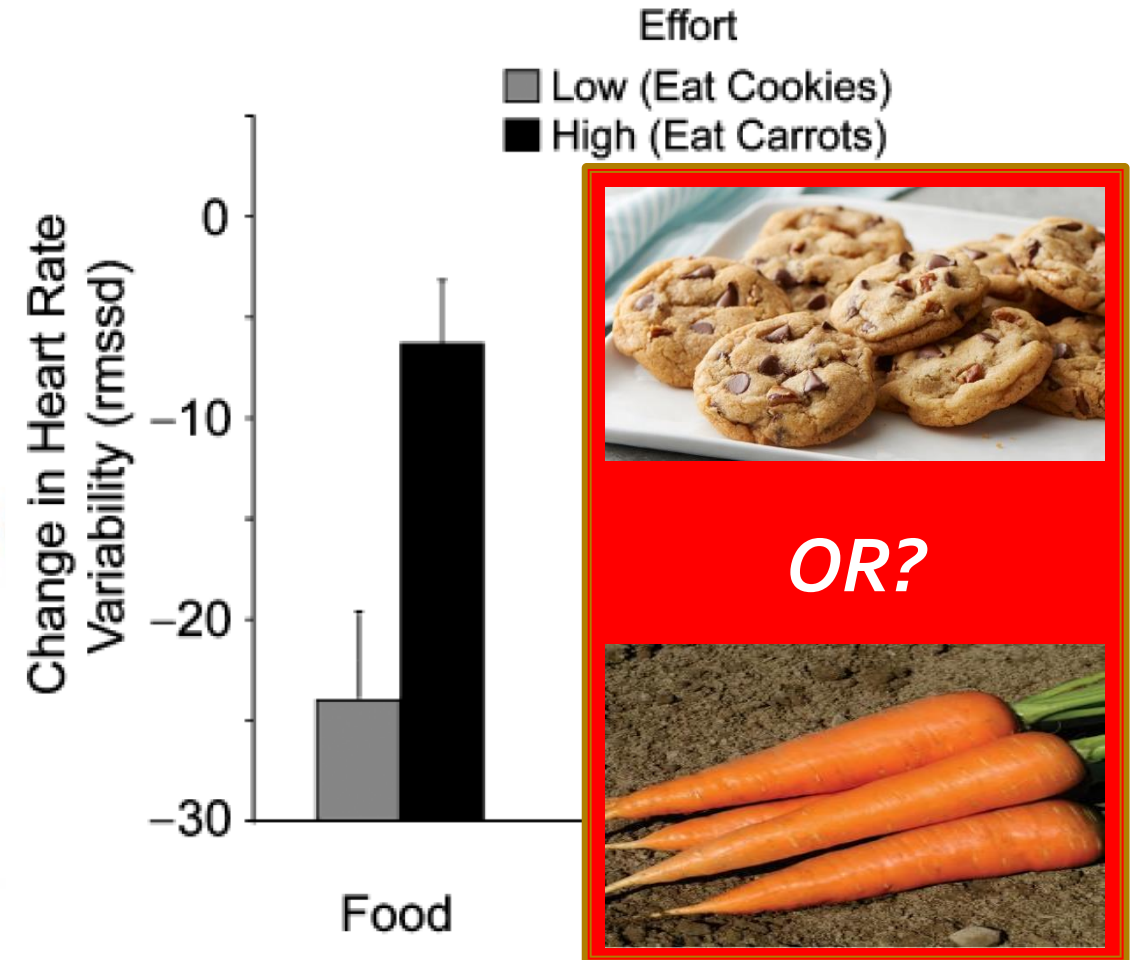 Effort
Low (Eat Cookies)
High (Eat Carrots)
Change in Heart Rate
Variability (rmssd)
0
−10
−20
−30
Food
OR?